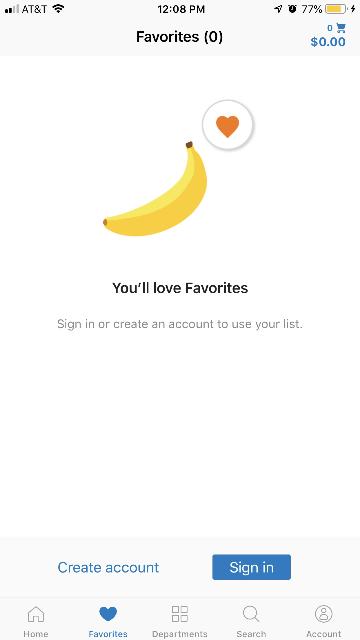 AT&T 12:08 PM 77%
Favorites (0)
0
$0.00
You'll love Favorites
Sign in or create an account to use your list.
Create account Sign in
Home Favorites Departments Search Account